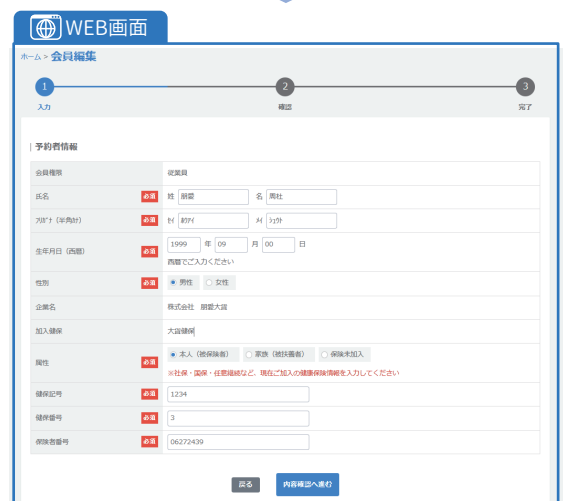 WEB画面
ホーム > 会員編集
1 2 3
入力 確認 完了
予約者情報
会員権限 従業員
氏名 必須 姓 朋愛 名 周社
ﾌﾘｶﾞﾅ（半角ｶﾅ） 必須 ｾｲ ﾎｳｱｲ ﾒｲ
生年月日（西暦） 必須 1999 年 09 月 00 日
西暦でご入力ください
性別 必須 男性 女性
企業名 株式会社 朋愛大阪
加入健保 大阪健保
属性 必須 本人（被保険者） 家族（被扶養者） 保険未加入
※社保・国保・任意継続など、現在ご加入の健康保険情報を入力してください
健保記号 必須 1234
健保番号 必須 3
保険者番号 必須 06272439
戻る 内容確認へ進む